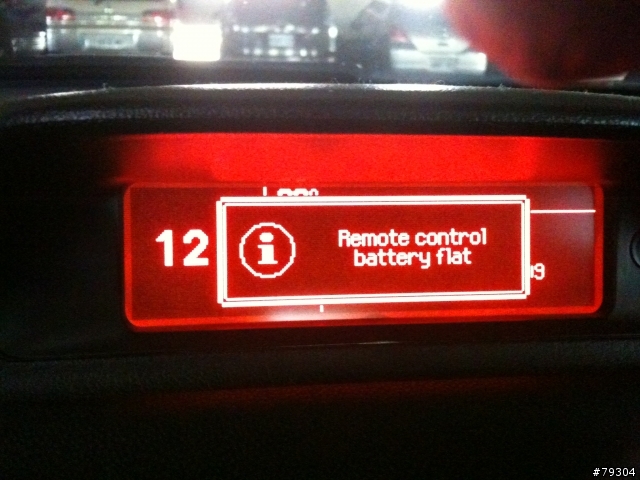 12
Remote control
battery flat
#79304